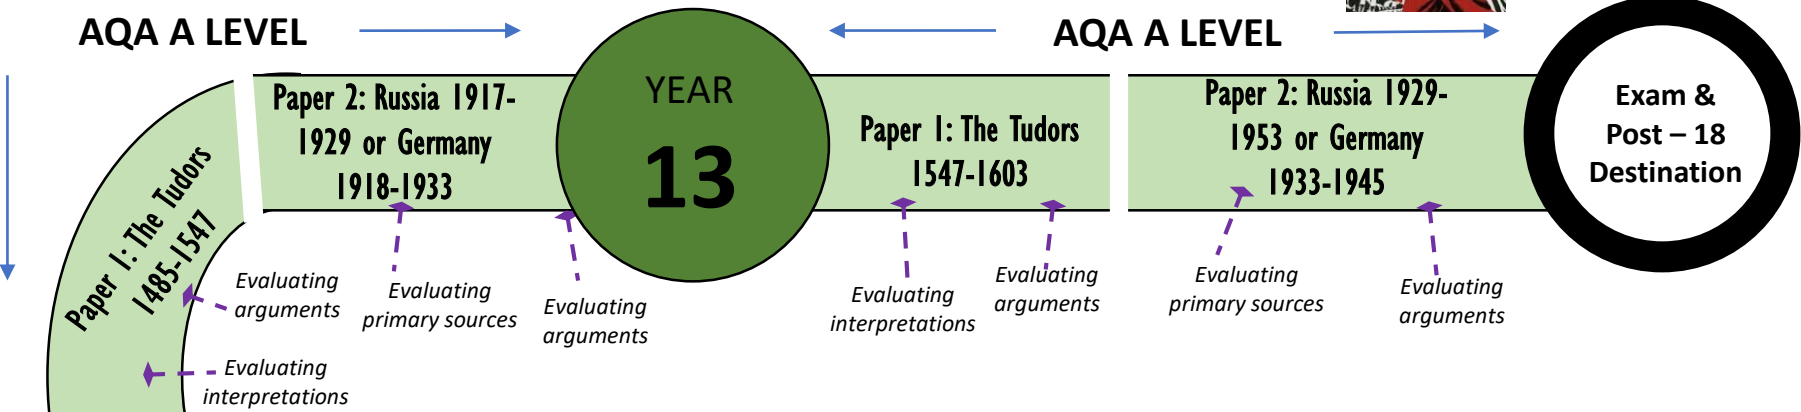 AQA A LEVEL
AQA A LEVEL
Paper 1: The Tudors
1485-1547
Paper 2: Russia 1917-
1929 or Germany
1918-1933
YEAR
13
Paper 1: The Tudors
1547-1603
Paper 2: Russia 1929-
1953 or Germany
1933-1945
Exam &
Post – 18
Destination
Evaluating
interpretations
Evaluating
arguments
Evaluating
primary sources
Evaluating
arguments
Evaluating
interpretations
Evaluating
arguments
Evaluating
primary sources
Evaluating
arguments